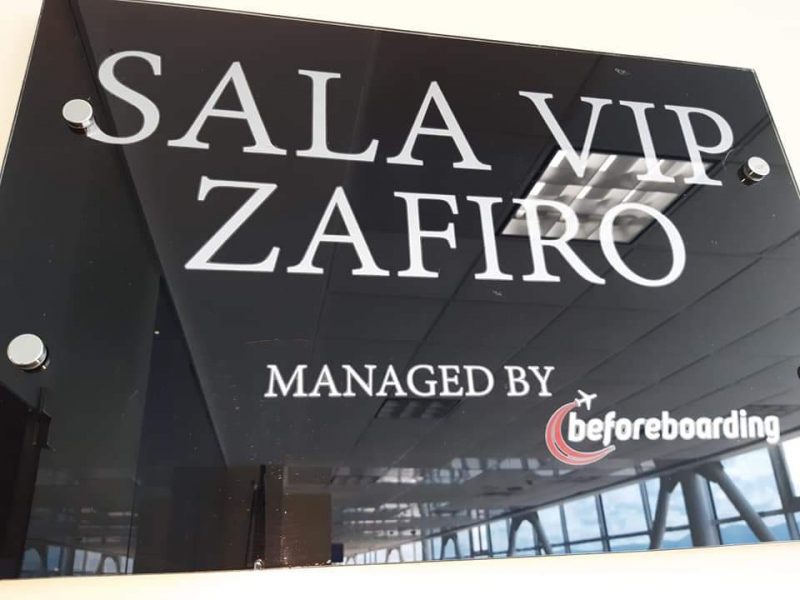 SALA VIP
ZAFIRO
MANAGED BY
beforeboarding